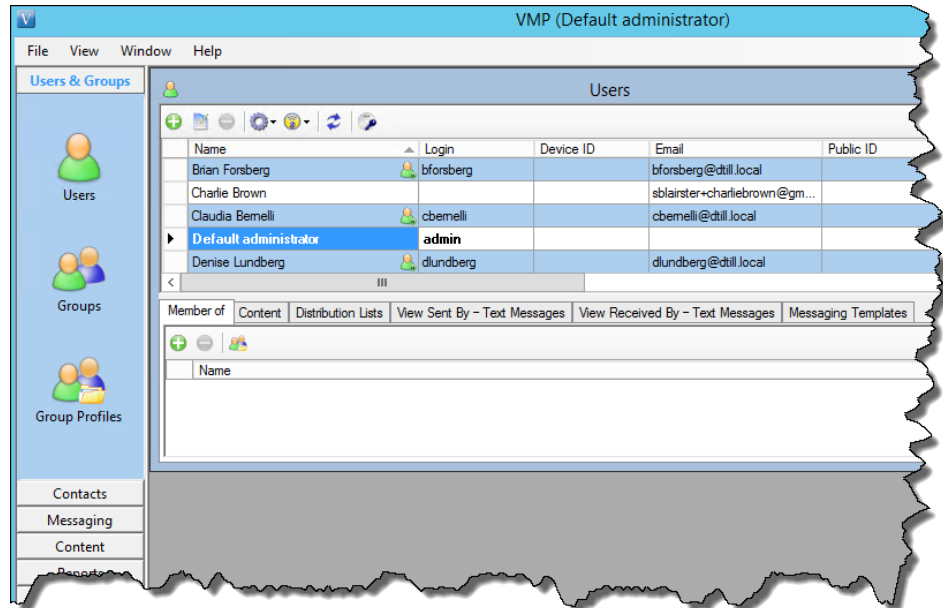 V VMP (Default administrator)
File View Window Help
Users & Groups
Users
Groups
Group Profiles
Contacts
Messaging
Content
Reports
Users
Name Login Device ID Email Public ID
Brian Forsberg bforsberg bforsberg@dtill.local
Charlie Brown sblairster+charliebrown@gm...
Claudia Bernelli cbernelli cbernelli@dtill.local
Default administrator admin
Denise Lundberg dlundberg dlundberg@dtill.local
Member of Content Distribution Lists View Sent By – Text Messages View Received By – Text Messages Messaging Templates
Name